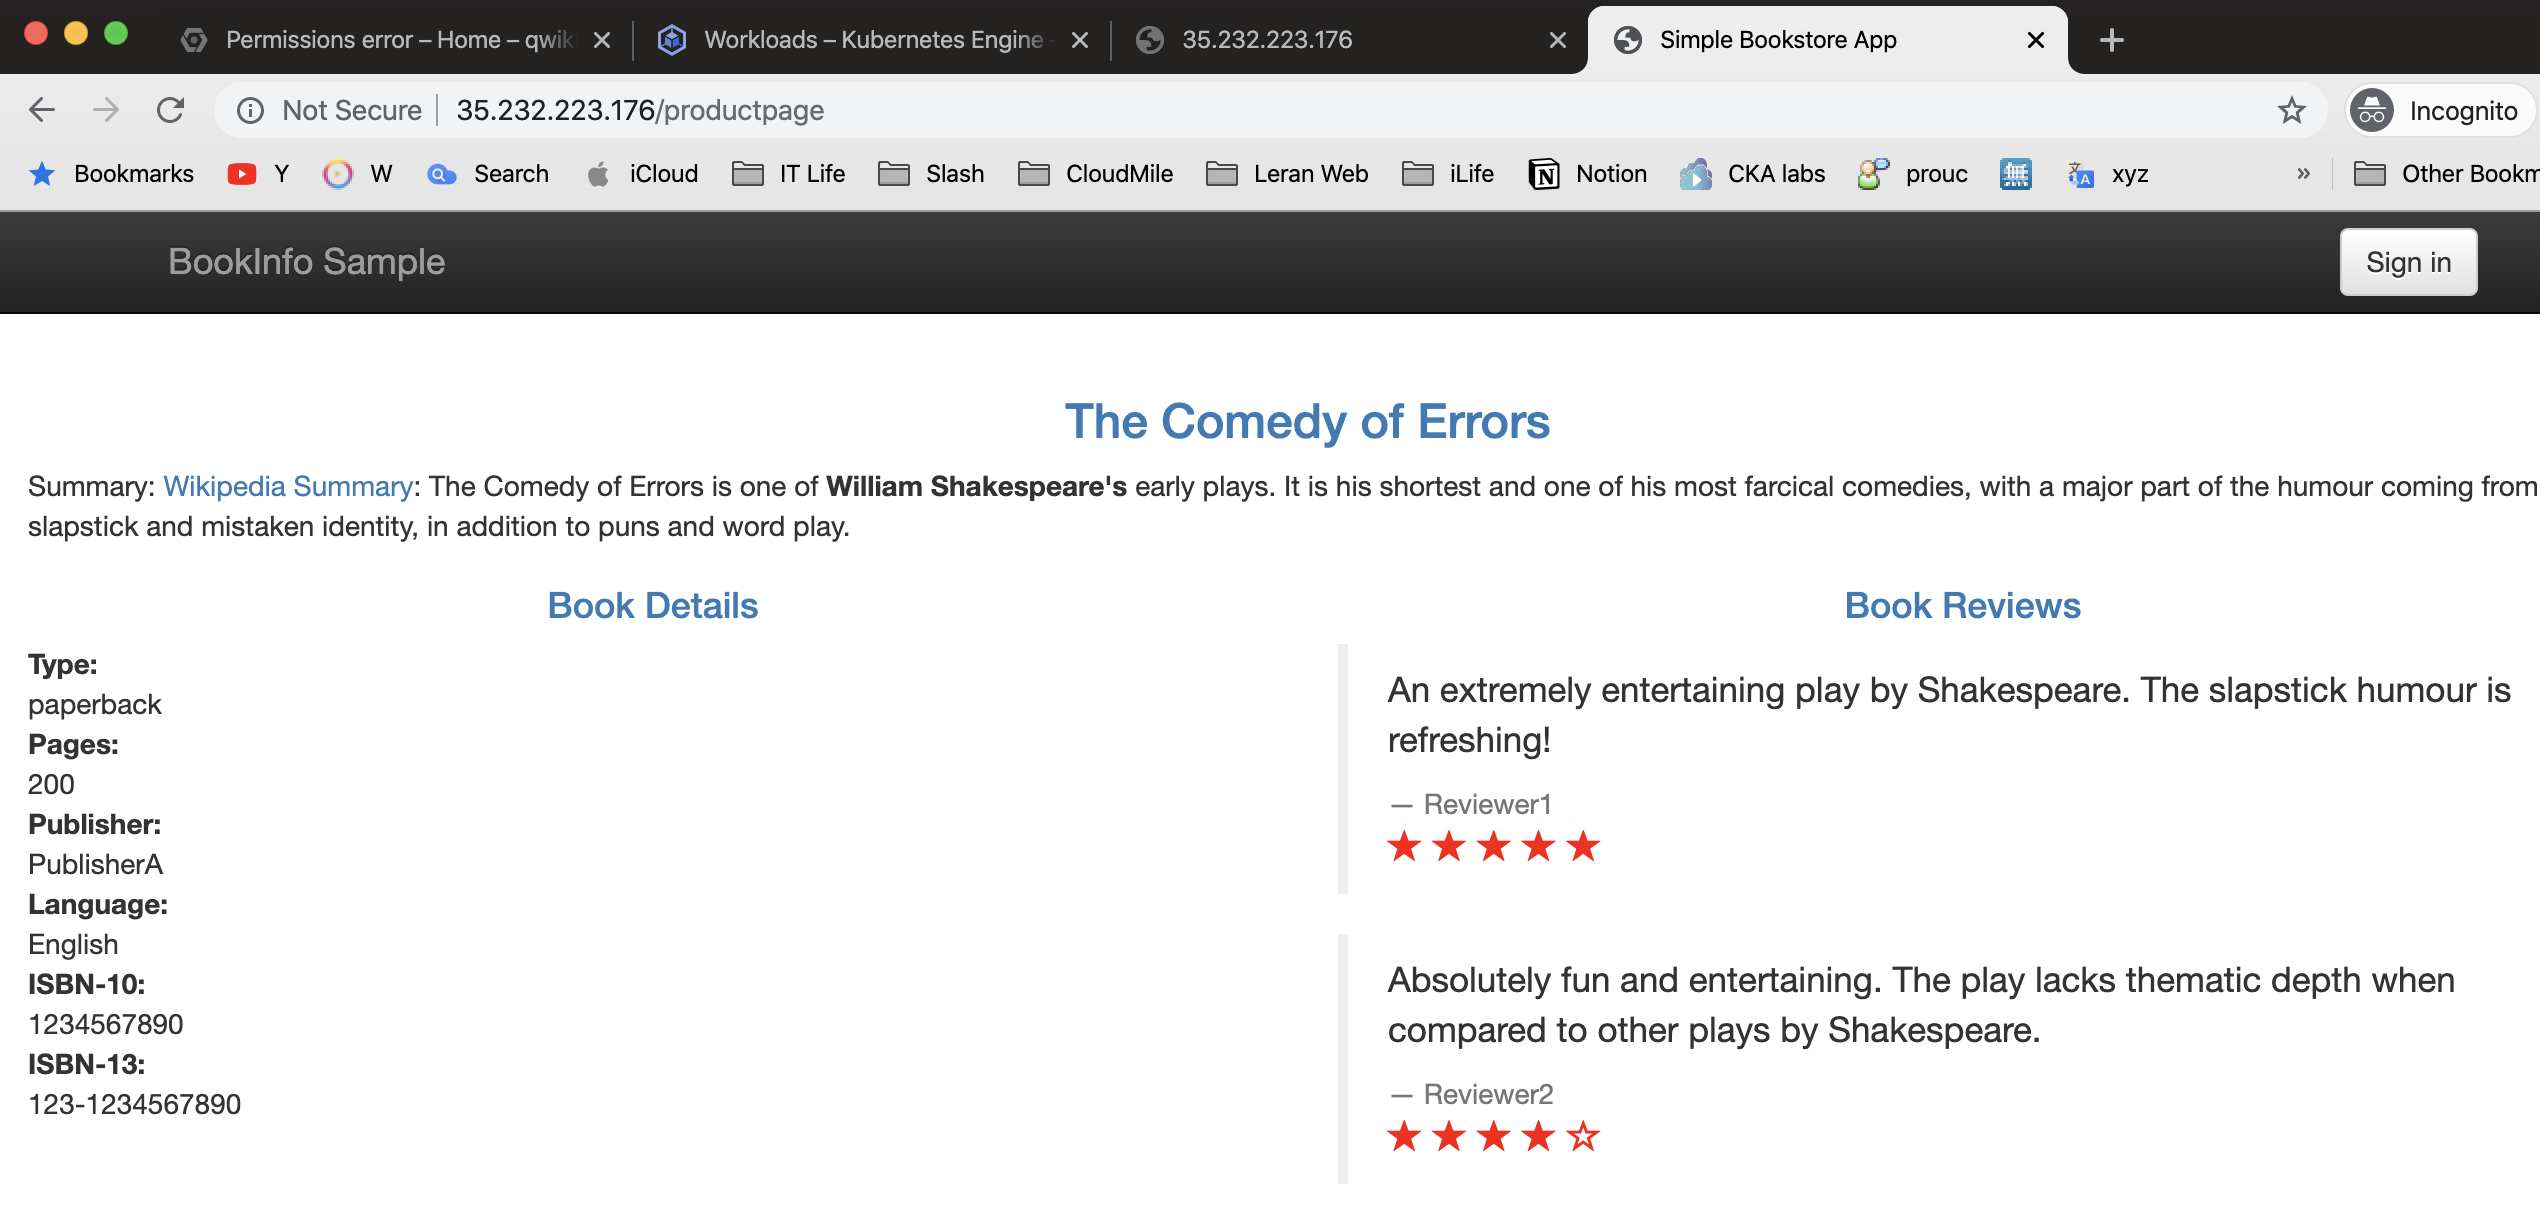 Permissions error – Home – qwik
Workloads – Kubernetes Engine -
35.232.223.176
Simple Bookstore App
Not Secure
35.232.223.176/productpage
Incognito
Bookmarks
Y
W
Search
iCloud
IT Life
Slash
CloudMile
Leran Web
iLife
Notion
CKA labs
prouc
xyz
»
Other Bookm
BookInfo Sample
Sign in
The Comedy of Errors
Summary: Wikipedia Summary: The Comedy of Errors is one of William Shakespeare's early plays. It is his shortest and one of his most farcical comedies, with a major part of the humour coming from
slapstick and mistaken identity, in addition to puns and word play.
Book Details
Type:
paperback
Pages:
200
Publisher:
PublisherA
Language:
English
ISBN-10:
1234567890
ISBN-13:
123-1234567890
Book Reviews
An extremely entertaining play by Shakespeare. The slapstick humour is
refreshing!
— Reviewer1
★★★★★
Absolutely fun and entertaining. The play lacks thematic depth when
compared to other plays by Shakespeare.
— Reviewer2
★★★★☆